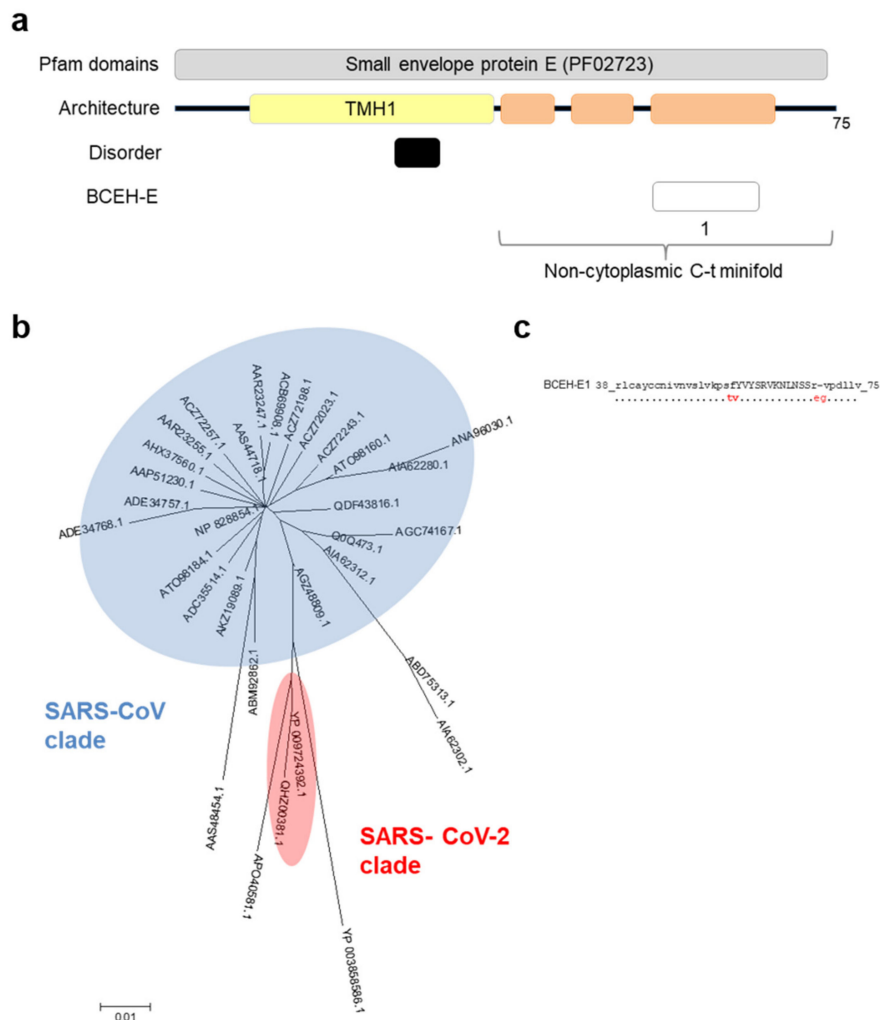 a
Pfam domains
Small envelope protein E (PF02723)
Architecture
TMH1
75
Disorder
BCEH-E
1
Non-cytoplasmic C-t minifold
b
c
BCEH-E1 38_rlcayccnivnvslvkpsfYVYSRVKNLNSSr-vpdllv_75
..................tv............eg.....
AAR23247.1
ACB69908.1
ACZ72198.1
ACZ72023.1
ACZ72257.1
AAR23255.1
AAS44718.1
ACZ72243.1
AHX37560.1
ATO98160.1
ANA96030.1
AIA62280.1
AAP51230.1
ADE34757.1
ADE34768.1
NP 828854.1
QDF43816.1
Q0Q473.1
AGC74167.1
AIA62312.1
ATO98184.1
ADC35514.1
AKZ19089.1
AGZ48809.1
ABM92862.1
ABD75313.1
AIA62302.1
SARS-CoV
clade
YP 009724392.1
QHZ00381.1
AAS48454.1
SARS- CoV-2
clade
APO40581.1
YP 003858586.1
0.01